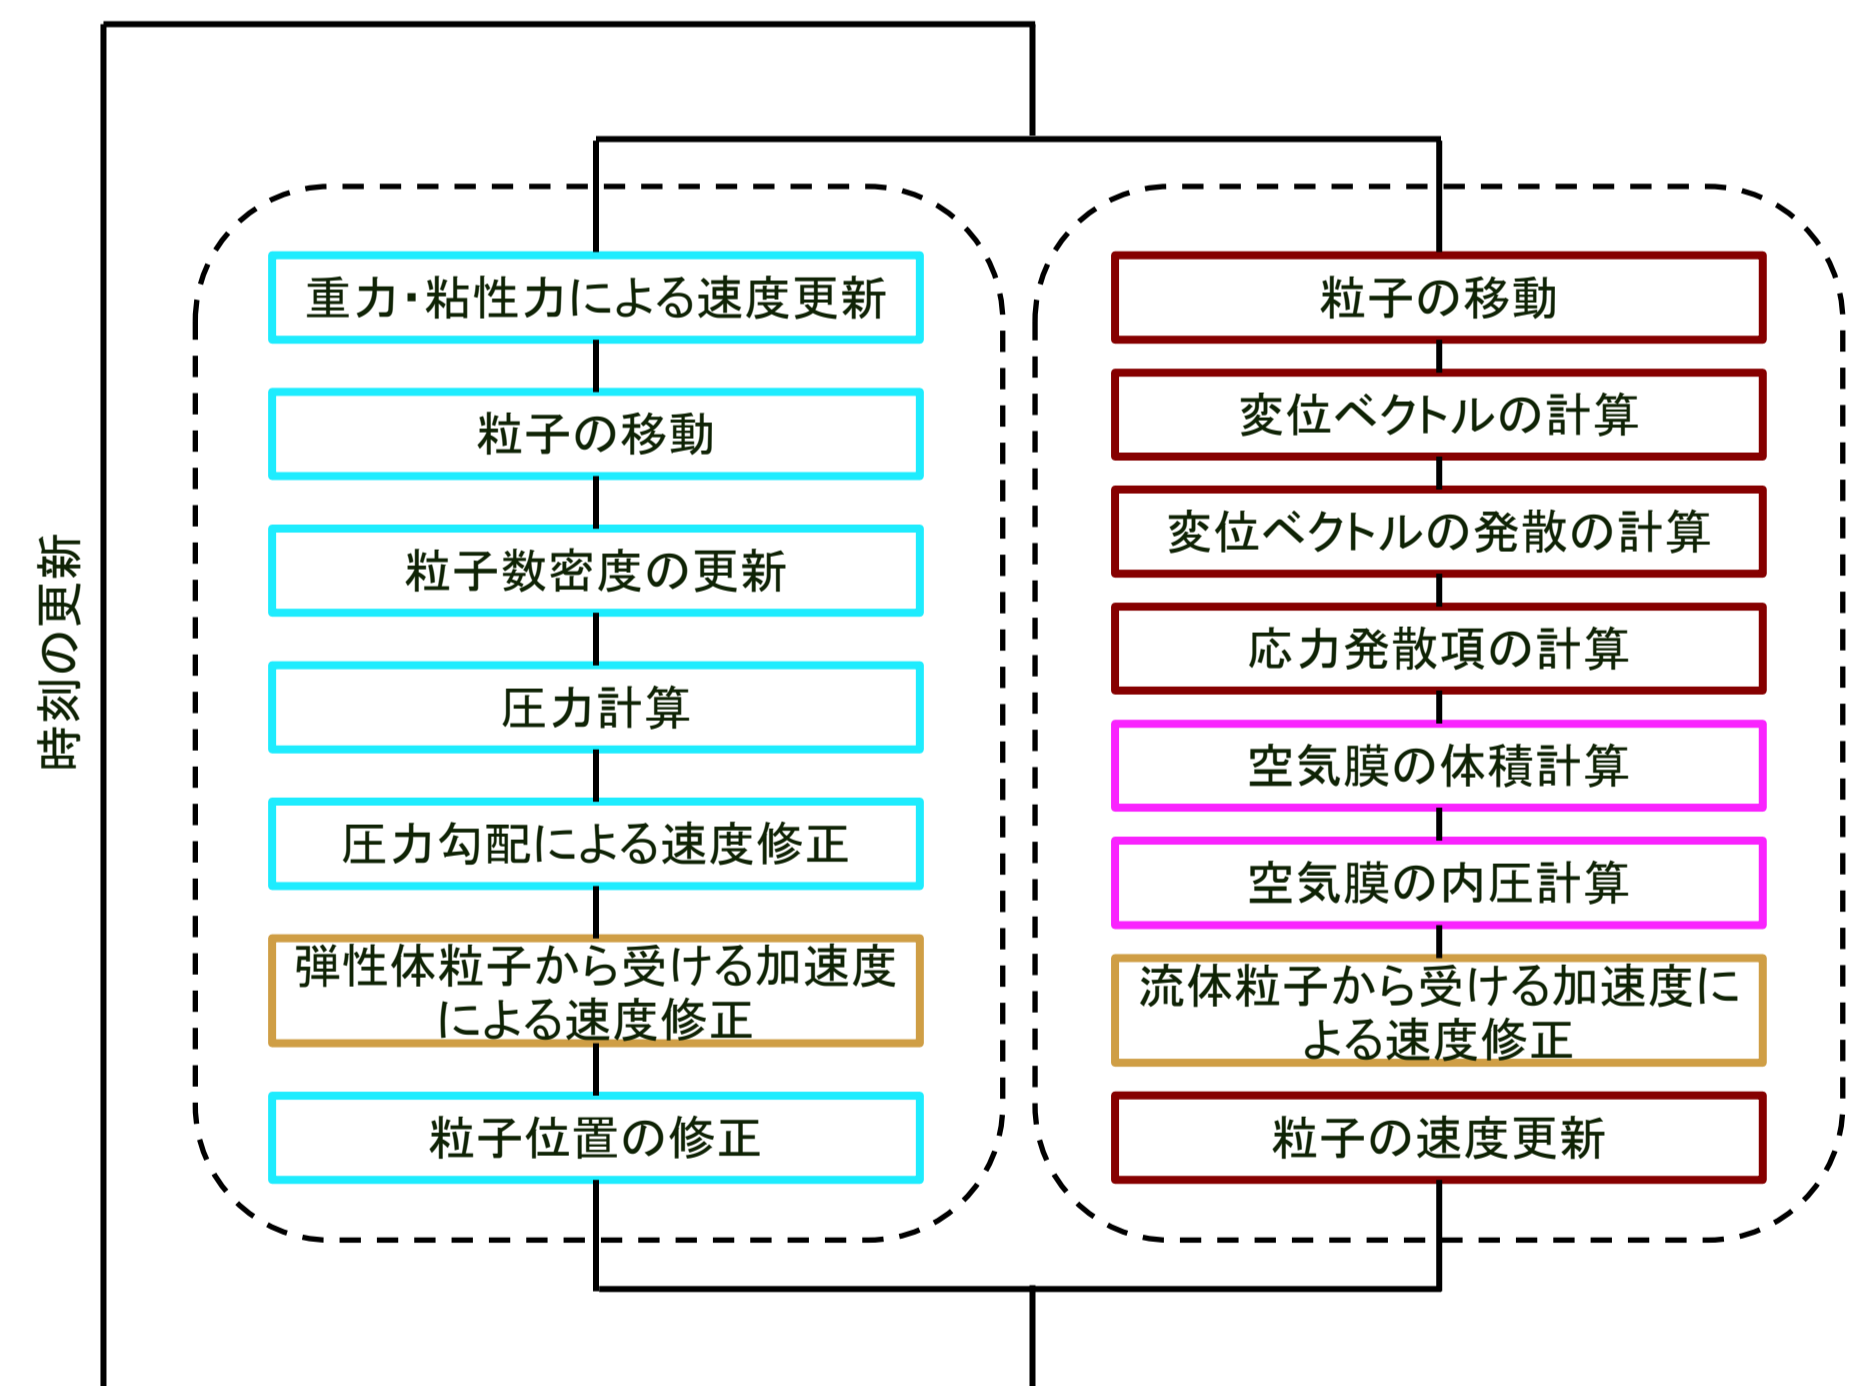 時刻の更新
重力・粘性力による速度更新
粒子の移動
粒子数密度の更新
圧力計算
圧力勾配による速度修正
弾性体粒子から受ける加速度
による速度修正
粒子位置の修正
粒子の移動
変位ベクトルの計算
変位ベクトルの発散の計算
応力発散項の計算
空気膜の体積計算
空気膜の内圧計算
流体粒子から受ける加速度に
よる速度修正
粒子の速度更新